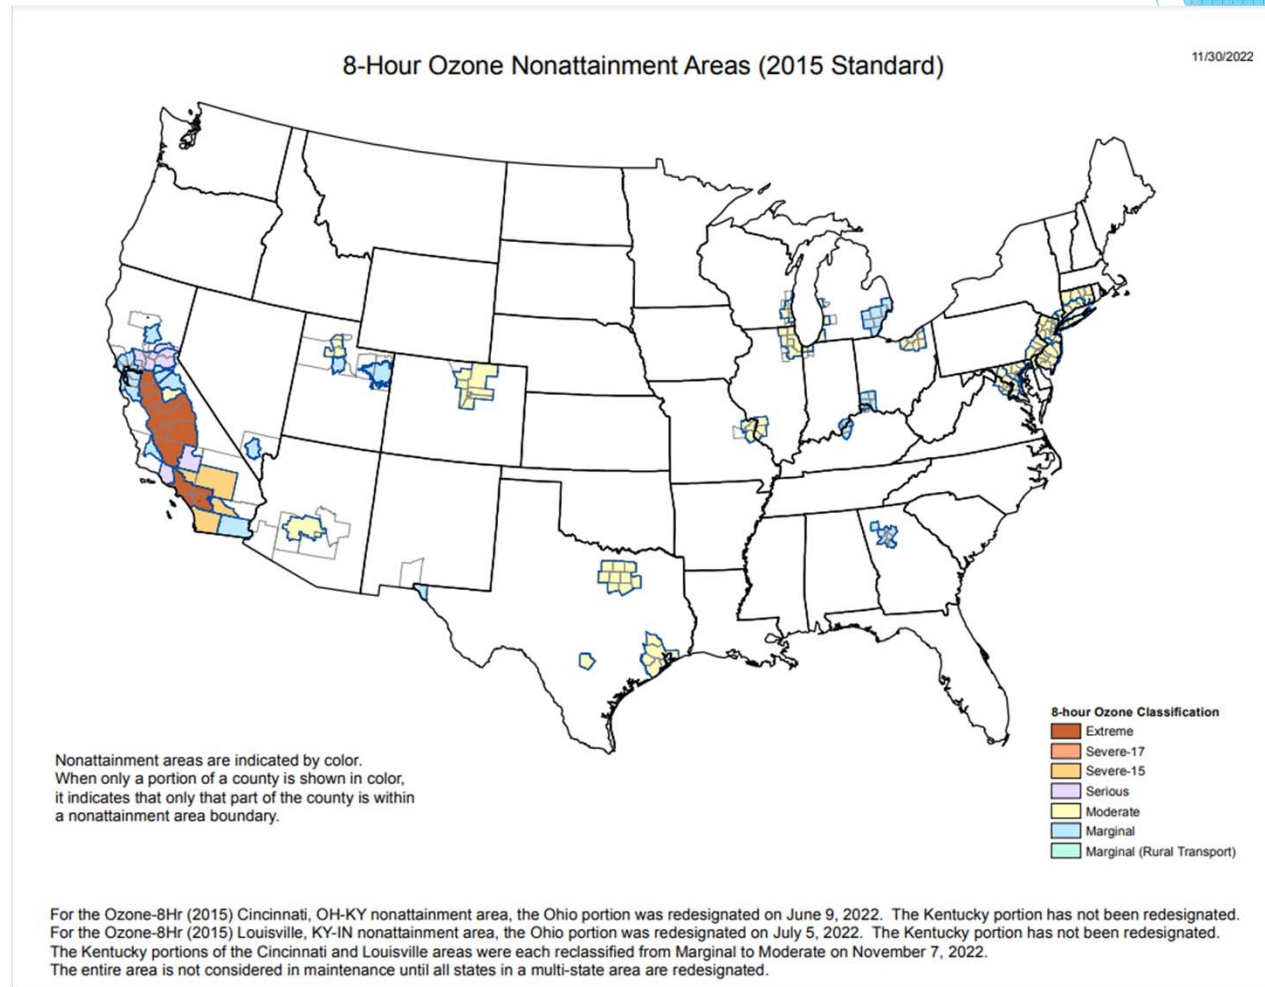 8-Hour Ozone Nonattainment Areas (2015 Standard)
11/30/2022
8-hour Ozone Classification
Extreme
Severe-17
Severe-15
Serious
Moderate
Marginal
Marginal (Rural Transport)
Nonattainment areas are indicated by color.
When only a portion of a county is shown in color,
it indicates that only that part of the county is within
a nonattainment area boundary.
For the Ozone-8Hr (2015) Cincinnati, OH-KY nonattainment area, the Ohio portion was redesignated on June 9, 2022. The Kentucky portion has not been redesignated.
For the Ozone-8Hr (2015) Louisville, KY-IN nonattainment area, the Ohio portion was redesignated on July 5, 2022. The Kentucky portion has not been redesignated.
The Kentucky portions of the Cincinnati and Louisville areas were each reclassified from Marginal to Moderate on November 7, 2022.
The entire area is not considered in maintenance until all states in a multi-state area are redesignated.